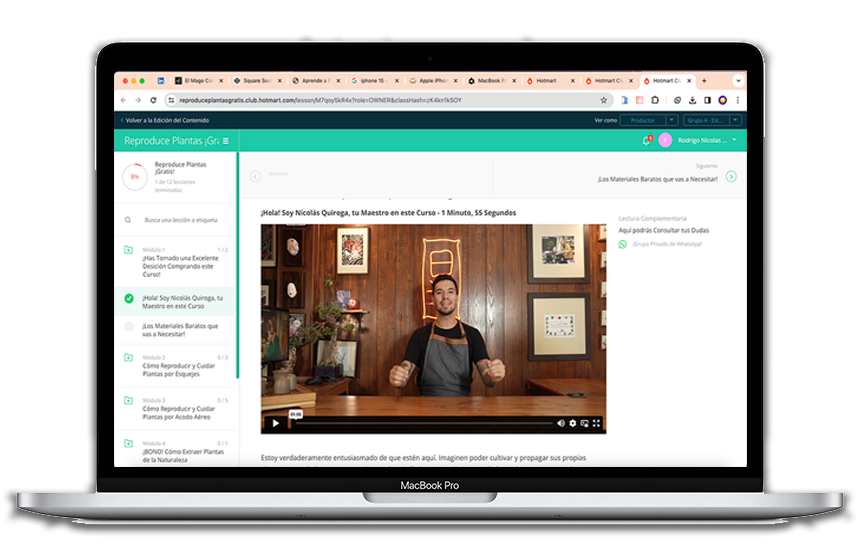 El Mago Ca
Square Spac
Aprende a P
iphone 15 -
Apple iPhon
MacBook Pr
Hotmart
Hotmart Clu
Hotmart Clu
reproduceplantasgratis.club.hotmart.com/lesson/M7qoy5kR4x?role=OWNER&classHash=zK4kn1k5OY
Volver a la Edición del Contenido
Ver como
Productor
Grupo A - Est...
Reproduce Plantas ¡Gra
Rodrigo Nicolas ...
8%
Reproduce Plantas
¡Gratis!
1 de 12 lecciones
terminadas
Anterior
Siguiente
¡Los Materiales Baratos que vas a Necesitar!
Busca una lección o etiqueta
Módulo 1
1 / 2
¡Has Tomado una Excelente
Desición Comprando este
Curso!
¡Hola! Soy Nicolás Quiroga, tu
Maestro en este Curso
¡Los Materiales Baratos que
vas a Necesitar!
Módulo 2
0 / 3
Cómo Reproducir y Cuidar
Plantas por Esquejes
Módulo 3
0 / 5
Cómo Reproducir y Cuidar
Plantas por Acodo Aéreo
Módulo 4
0 / 1
¡BONO! Cómo Extraer Plantas
de la Naturaleza
¡Hola! Soy Nicolás Quiroga, tu Maestro en este Curso - 1 Minuto, 55 Segundos
01:55
Estoy verdaderamente entusiasmado de que estén aquí. Imaginen poder cultivar y propagar sus propias
Lectura Complementaria
Aquí podrás Consultar tus Dudas
¡Grupo Privado de WhatsApp!
MacBook Pro